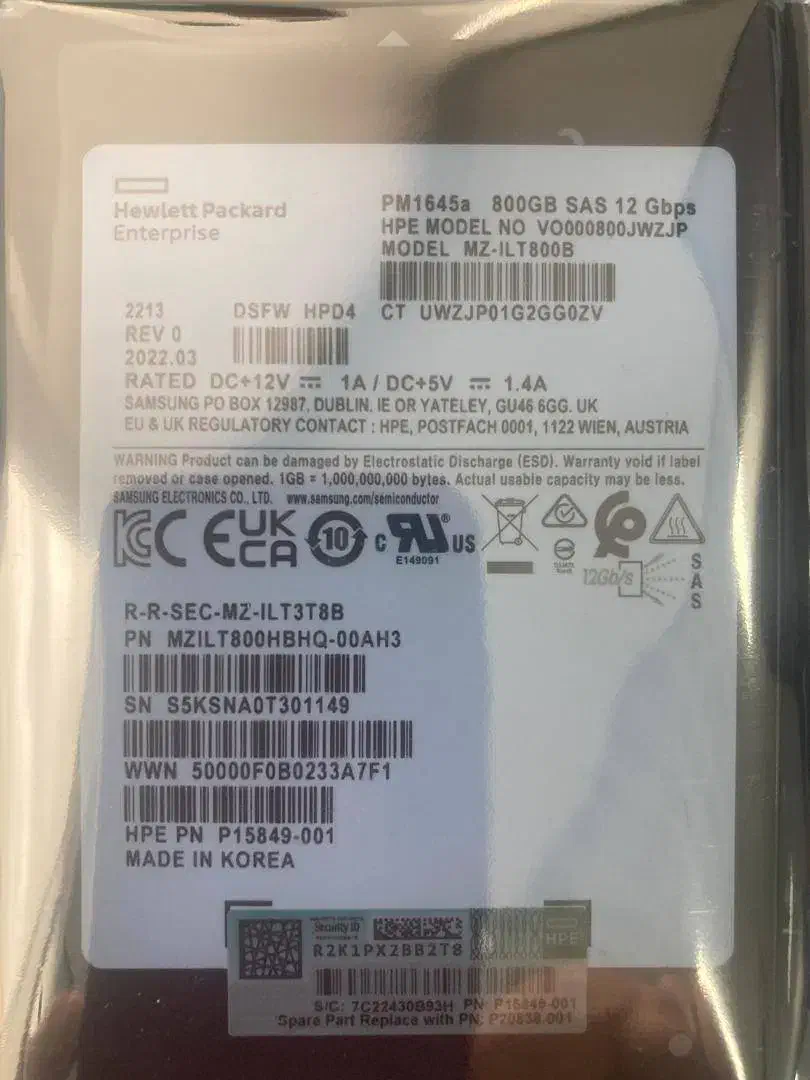 Hewlett Packard
Enterprise
PM1645a 800GB SAS 12 Gbps
HPE MODEL NO VO000800JWZJP
MODEL MZ-ILT800B
CT UWZJP01G2GG0ZV
2213 DSFW HPD4
REV 0
2022.03
RATED DC+12V ⎓ 1A / DC+5V ⎓ 1.4A
SAMSUNG PO BOX 12987, DUBLIN. IE OR YATELEY, GU46 6GG. UK
EU & UK REGULATORY CONTACT : HPE, POSTFACH 0001, 1122 WIEN, AUSTRIA
WARNING Product can be damaged by Electrostatic Discharge (ESD). Warranty void if label
removed or case opened. 1GB = 1,000,000,000 bytes. Actual usable capacity may be less.
SAMSUNG ELECTRONICS CO., LTD. www.samsung.com/semiconductor
KC CE UK CA 10 c RU ® US
E149091
12Gb/s SAS
R-R-SEC-MZ-ILT3T8B
PN MZILT800HBHQ-00AH3
SN S5KSNA0T301149
WWN 50000F0B0233A7F1
HPE PN P15849-001
MADE IN KOREA
Security ID
R2K1PX2BB2T8
HPE
S/C: 7C22430B93H PN: P15849-001
Spare Part Replace with PN: P20838-001